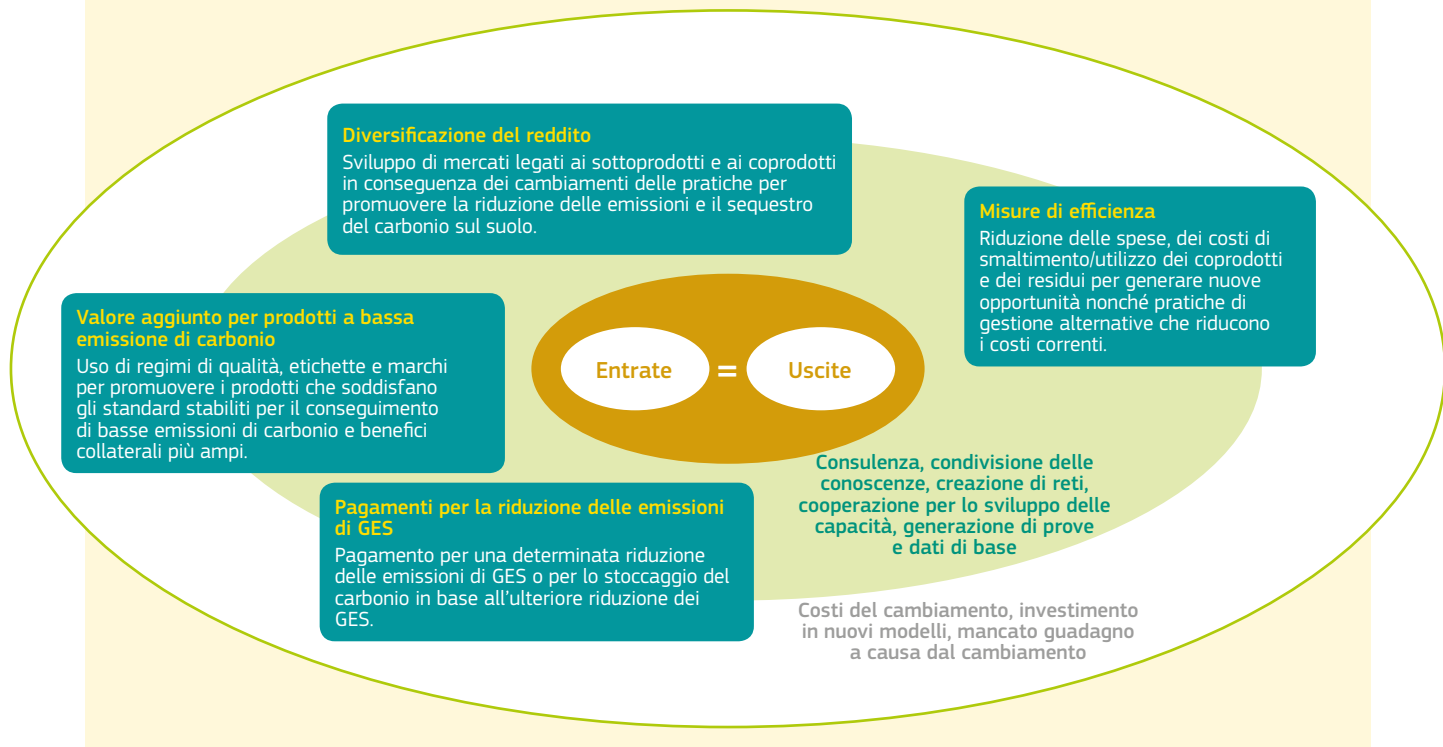 Diversificazione del reddito
Sviluppo di mercati legati ai sottoprodotti e ai coprodotti
in conseguenza dei cambiamenti delle pratiche per
promuovere la riduzione delle emissioni e il sequestro
del carbonio sul suolo.
Misure di efficienza
Riduzione delle spese, dei costi di
smaltimento/utilizzo dei coprodotti
e dei residui per generare nuove
opportunità nonché pratiche di
gestione alternative che riducono
i costi correnti.
Valore aggiunto per prodotti a bassa
emissione di carbonio
Uso di regimi di qualità, etichette e marchi
per promuovere i prodotti che soddisfano
gli standard stabiliti per il conseguimento
di basse emissioni di carbonio e benefici
collaterali più ampi.
Entrate = Uscite
Pagamenti per la riduzione delle emissioni
di GES
Pagamento per una determinata riduzione
delle emissioni di GES o per lo stoccaggio del
carbonio in base all'ulteriore riduzione dei
GES.
Consulenza, condivisione delle
conoscenze, creazione di reti,
cooperazione per lo sviluppo delle
capacità, generazione di prove
e dati di base
Costi del cambiamento, investimento
in nuovi modelli, mancato guadagno
a causa dal cambiamento